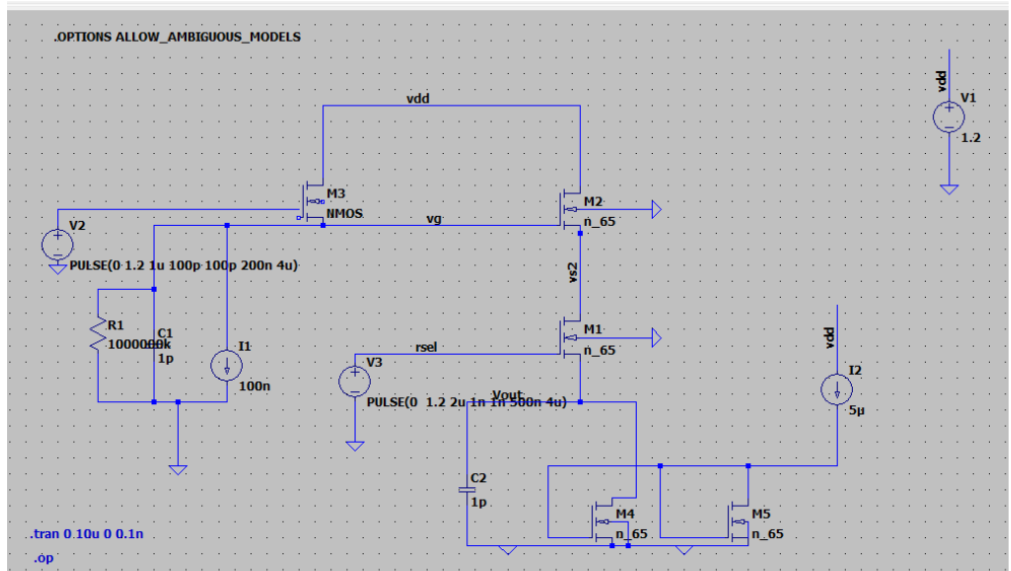 .OPTIONS ALLOW_AMBIGUOUS_MODELS
vdd
vdd
V1
1.2
M3
NMOS
M2
n_65
vg
V2
PULSE(0 1.2 1u 100p 100p 200n 4u)
vs2
R1
1000000k
C1
1p
I1
100n
M1
n_65
rsel
V3
PULSE(0 1.2 2u 1n 1n 500n 4u)
Vout
vdd
I2
5µ
C2
1p
M4
n_65
M5
n_65
.tran 0 10u 0 0.1n
.op